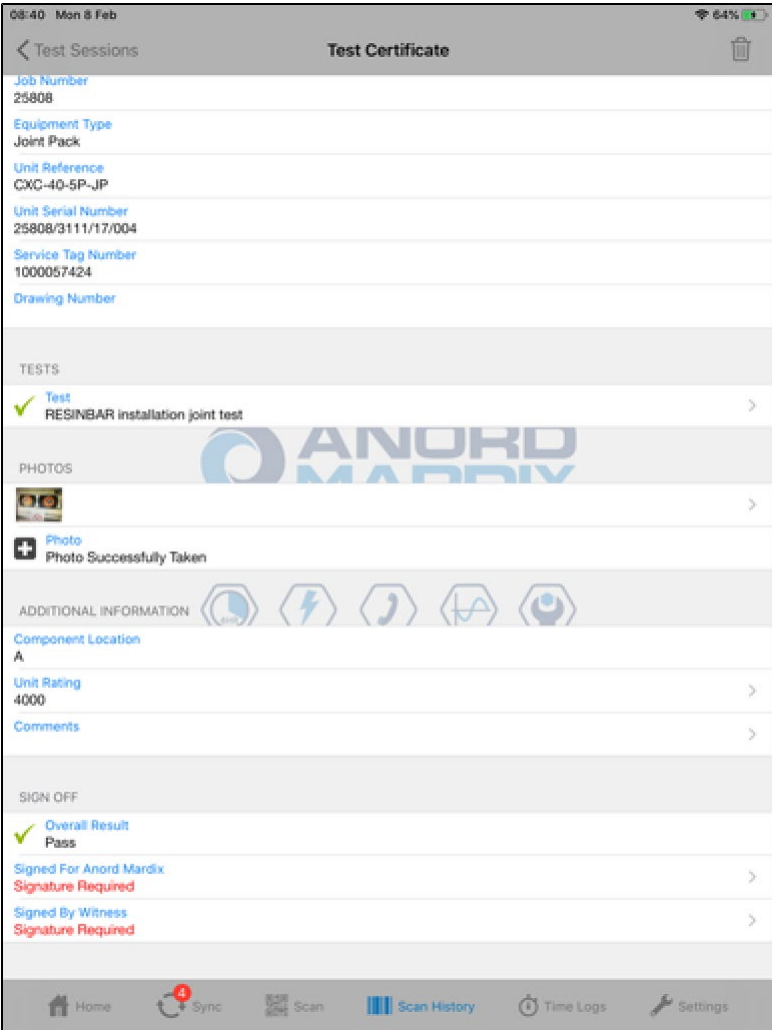 08:40 Mon 8 Feb
64%
Test Sessions
Test Certificate
Job Number
25808
Equipment Type
Joint Pack
Unit Reference
CXC-40-5P-JP
Unit Serial Number
25808/3111/17/004
Service Tag Number
1000057424
Drawing Number
TESTS
Test
RESINBAR installation joint test
ANORD
MARDIX
PHOTOS
Photo
Photo Successfully Taken
ADDITIONAL INFORMATION
Component Location
A
Unit Rating
4000
Comments
SIGN OFF
Overall Result
Pass
Signed For Anord Mardix
Signature Required
Signed By Witness
Signature Required
4
Home
Sync
Scan
Scan History
Time Logs
Settings